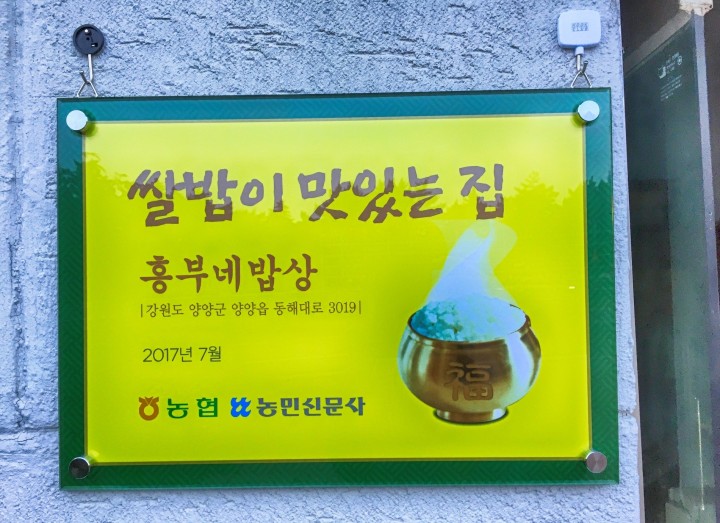 쌀밥이 맛있는 집
흥부네밥상
|강원도 양양군 양양읍 동해대로 3019|
2017년 7월
농협 농민신문사
福